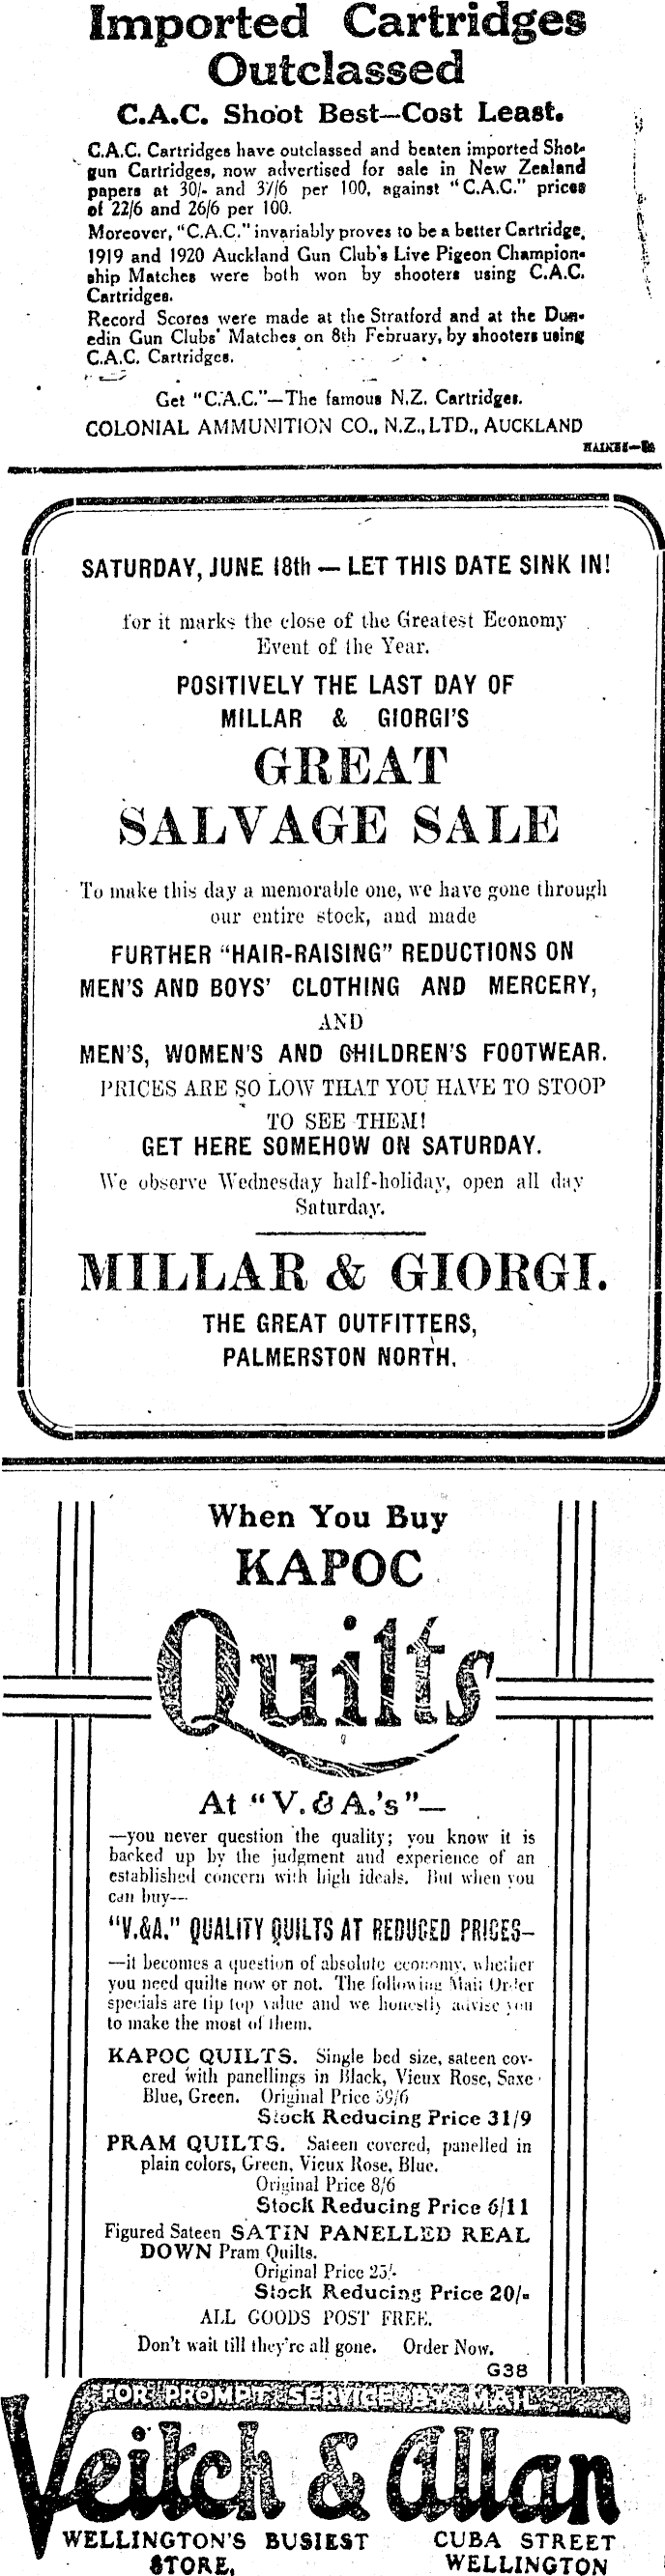 Imported Cartridges
Outclassed
C.A.C. Shoot Best—Cost Least.
C.A.C. Cartridges have outclassed and beaten imported Shot-
gun Cartridges, now advertised for sale in New Zealand
papers at 30/- and 37/6 per 100, against "C.A.C." prices
of 22/6 and 26/6 per 100.
Moreover, "C.A.C." invariably proves to be a better Cartridge.
1919 and 1920 Auckland Gun Club's Live Pigeon Champion-
ship Matches were both won by shooters using C.A.C.
Cartridges.
Record Scores were made at the Stratford and at the Dun-
edin Gun Clubs' Matches on 8th February, by shooters using
C.A.C. Cartridges.
Get "C.A.C."—The famous N.Z. Cartridges.
COLONIAL AMMUNITION CO., N.Z., LTD., AUCKLAND
SATURDAY, JUNE 18th — LET THIS DATE SINK IN!
for it marks the close of the Greatest Economy
Event of the Year.
POSITIVELY THE LAST DAY OF
MILLAR & GIORGI'S
GREAT
SALVAGE SALE
To make this day a memorable one, we have gone through
our entire stock, and made
FURTHER "HAIR-RAISING" REDUCTIONS ON
MEN'S AND BOYS' CLOTHING AND MERCERY,
AND
MEN'S, WOMEN'S AND CHILDREN'S FOOTWEAR.
PRICES ARE SO LOW THAT YOU HAVE TO STOOP
TO SEE THEM!
GET HERE SOMEHOW ON SATURDAY.
We observe Wednesday half-holiday, open all day
Saturday.
MILLAR & GIORGI.
THE GREAT OUTFITTERS,
PALMERSTON NORTH.
When You Buy
KAPOC
Quilts
At "V. & A.'s"—
—you never question the quality; you know it is
backed up by the judgment and experience of an
established concern with high ideals. But when you
can buy—
"V.&A." QUALITY QUILTS AT REDUCED PRICES—
—it becomes a question of absolute economy, whether
you need quilts now or not. The following Mail Order
specials are tip top value and we honestly advise you
to make the most of them.
KAPOC QUILTS. Single bed size, sateen cov-
ered with panellings in Black, Vieux Rose, Saxe
Blue, Green. Original Price 39/6
Stock Reducing Price 31/9
PRAM QUILTS. Sateen covered, panelled in
plain colors, Green, Vieux Rose, Blue.
Original Price 8/6
Stock Reducing Price 6/11
Figured Sateen SATIN PANELLED REAL
DOWN Pram Quilts.
Original Price 25/-
Stock Reducing Price 20/-
ALL GOODS POST FREE.
Don't wait till they're all gone. Order Now.
G38
FOR PROMPT SERVICE BY MAIL
Veitch & Allan
WELLINGTON'S BUSIEST STORE,
CUBA STREET WELLINGTON